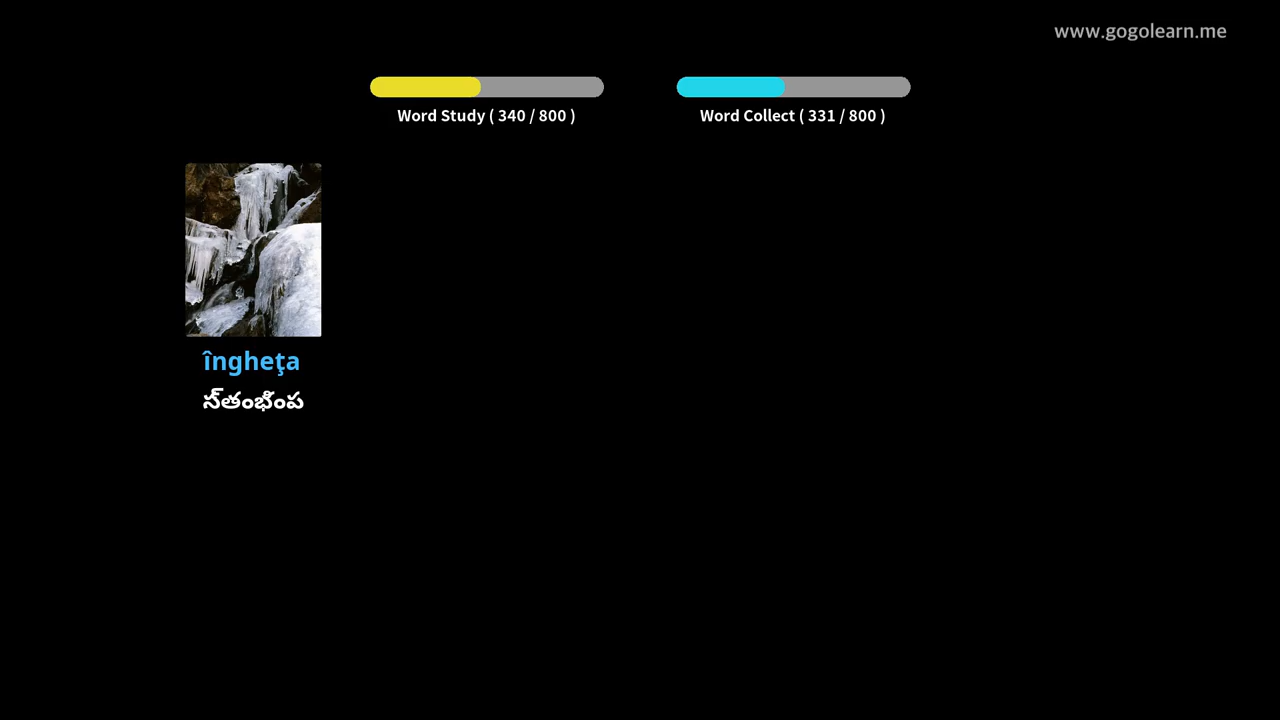 www.gogolearn.me
Word Study ( 340 / 800 )
Word Collect ( 331 / 800 )
îngheţa
స్తంభింప